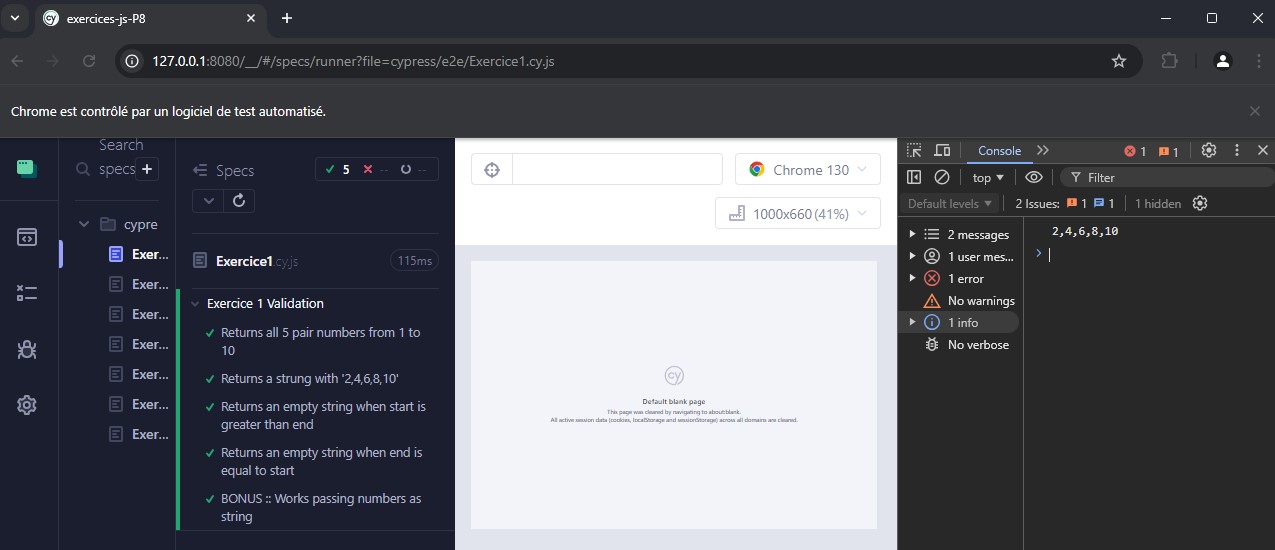 exercices-js-P8
127.0.0.1:8080/__/#/specs/runner?file=cypress/e2e/Exercice1.cy.js
Chrome est contrôlé par un logiciel de test automatisé.
Search
specs
cypre
Exer...
Exer...
Exer...
Exer...
Exer...
Exer...
Exer...
Specs
5 -- --
Exercice1.cy.js 115ms
Exercice 1 Validation
Returns all 5 pair numbers from 1 to
10
Returns a strung with '2,4,6,8,10'
Returns an empty string when start is
greater than end
Returns an empty string when end is
equal to start
BONUS :: Works passing numbers as
string
Chrome 130
1000x660 (41%)
cy
Default blank page
This page was cleared by navigating to about:blank.
All active session data (cookies, localStorage and sessionStorage) across all domains are cleared.
Console 1 1
top Filter
Default levels 2 Issues: 1 1 1 hidden
2 messages
1 user mes...
1 error
No warnings
1 info
No verbose
2,4,6,8,10